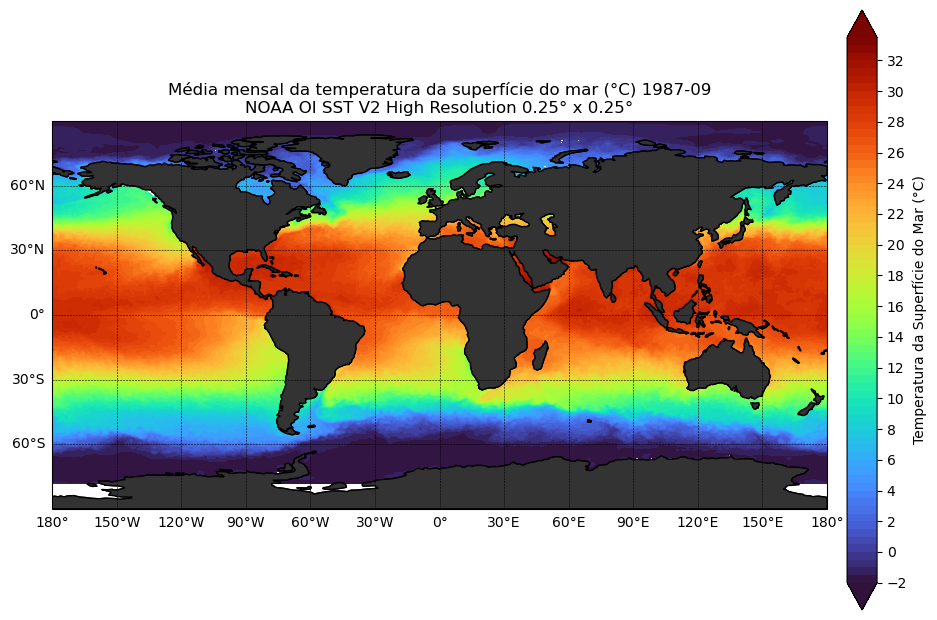 Média mensal da temperatura da superfície do mar (°C) 1987-09
NOAA OI SST V2 High Resolution 0.25° x 0.25°
60°N
30°N
0°
30°S
60°S
180° 150°W 120°W 90°W 60°W 30°W 0° 30°E 60°E 90°E 120°E 150°E 180°
32
30
28
26
24
22
20
18
16
14
12
10
8
6
4
2
0
−2
Temperatura da Superfície do Mar (°C)